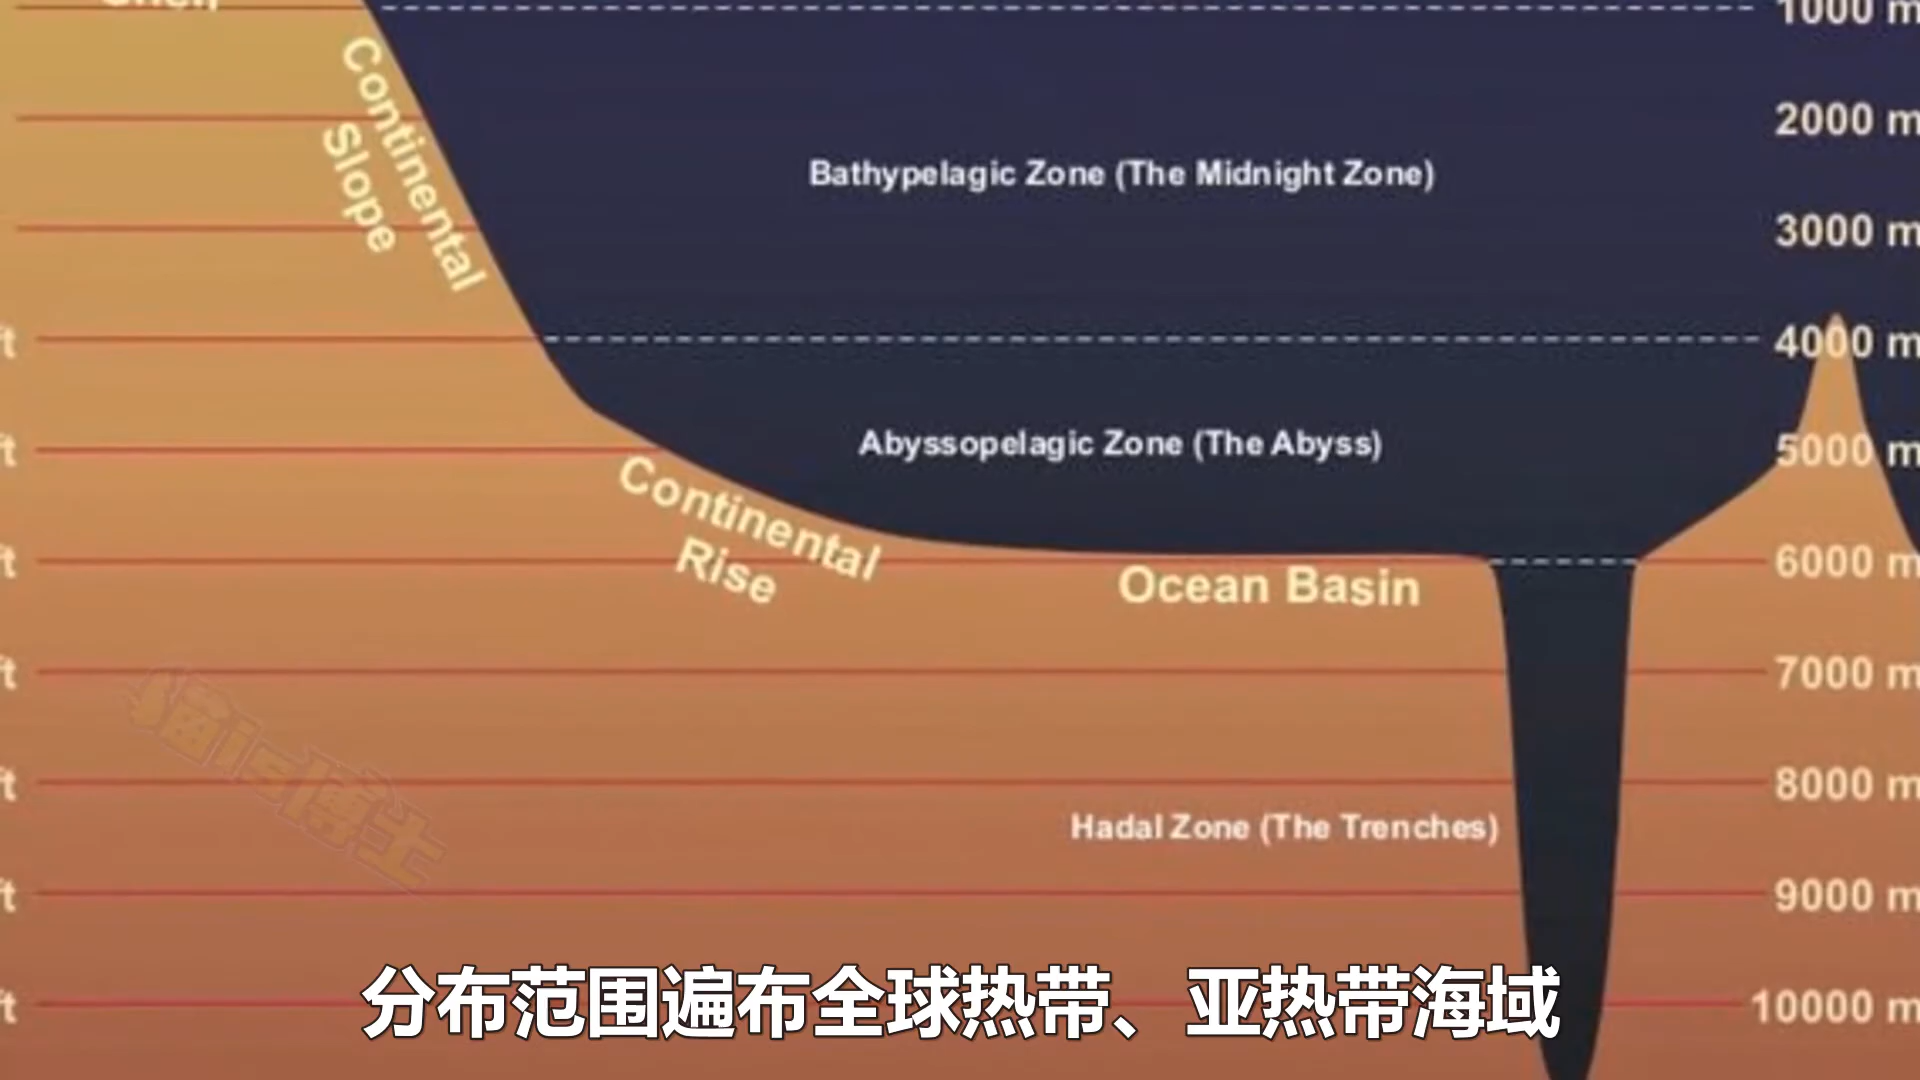 Shelf
1000 m
Continental
Slope
2000 m
Bathypelagic Zone (The Midnight Zone)
3000 m
ft
4000 m
Abyssopelagic Zone (The Abyss)
ft
5000 m
Continental
Rise
ft
6000 m
Ocean Basin
ft
7000 m
ft
8000 m
Hadal Zone (The Trenches)
ft
9000 m
ft
10000 m
分布范围遍布全球热带、亚热带海域